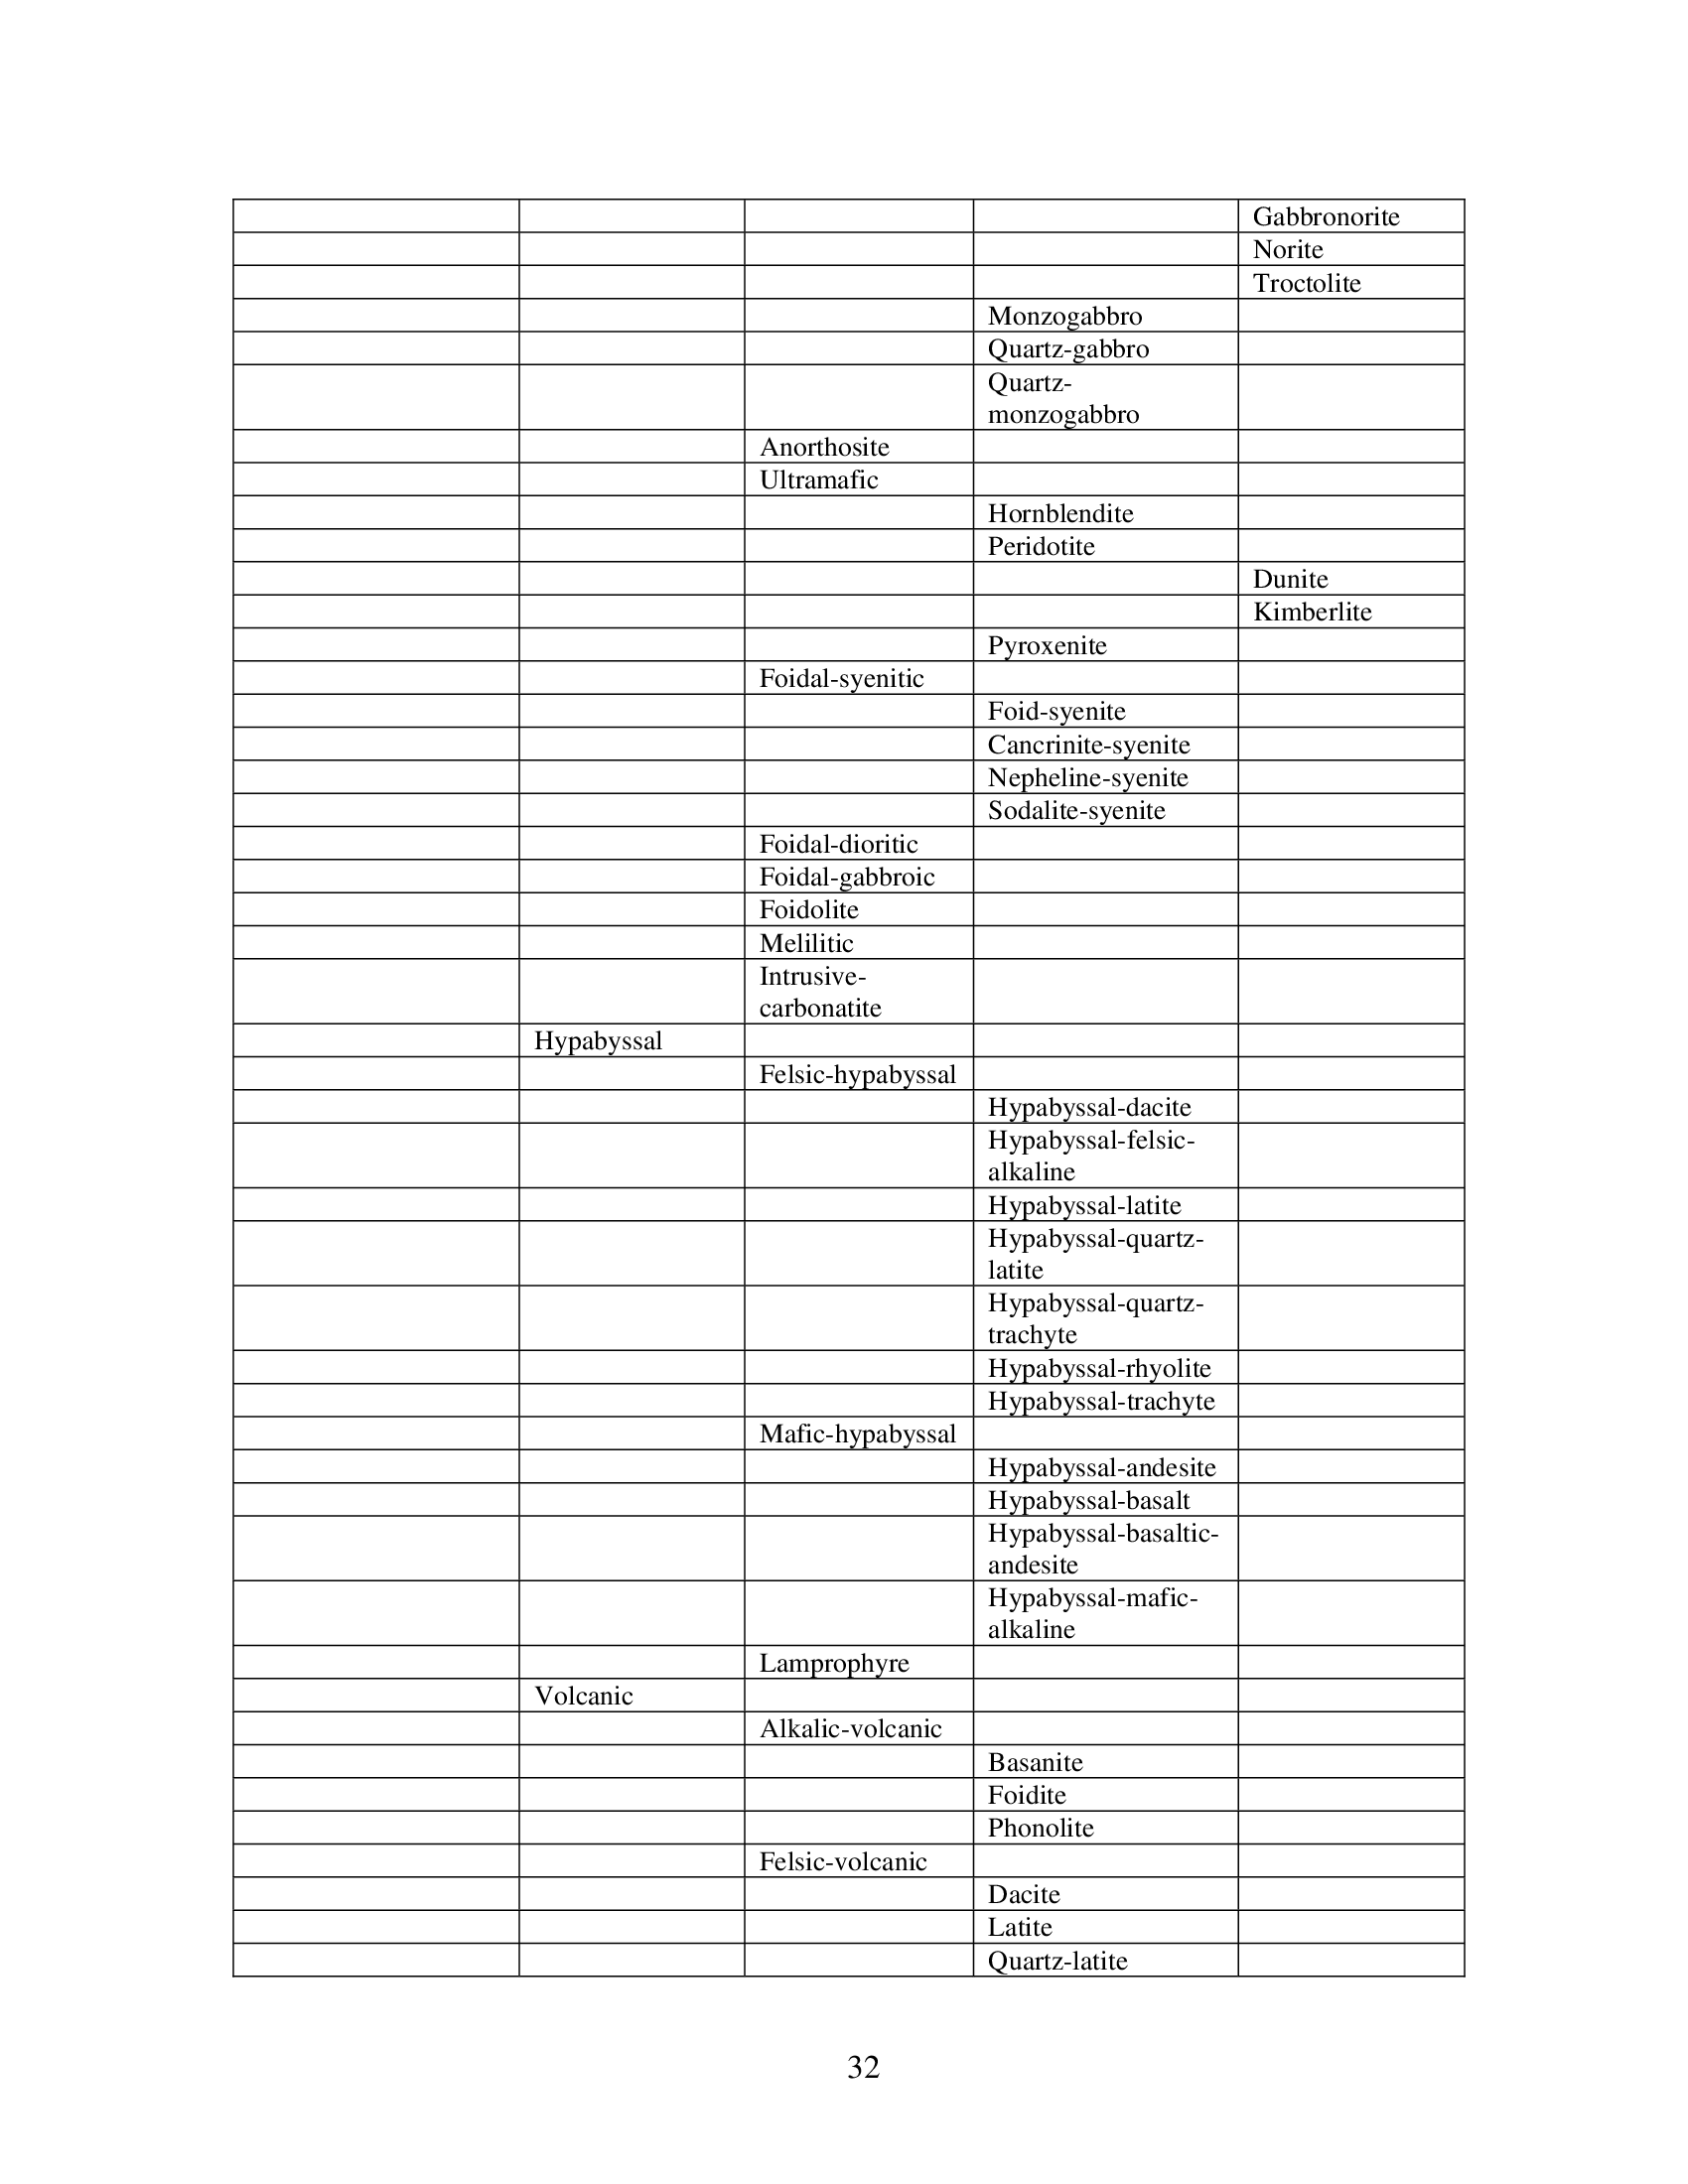 Gabbronorite
Norite
Troctolite
Monzogabbro
Quartz-gabbro
Quartz-
monzogabbro
Anorthosite
Ultramafic
Hornblendite
Peridotite
Dunite
Kimberlite
Pyroxenite
Foidal-syenitic
Foid-syenite
Cancrinite-syenite
Nepheline-syenite
Sodalite-syenite
Foidal-dioritic
Foidal-gabbroic
Foidolite
Melilitic
Intrusive-
carbonatite
Hypabyssal
Felsic-hypabyssal
Hypabyssal-dacite
Hypabyssal-felsic-
alkaline
Hypabyssal-latite
Hypabyssal-quartz-
latite
Hypabyssal-quartz-
trachyte
Hypabyssal-rhyolite
Hypabyssal-trachyte
Mafic-hypabyssal
Hypabyssal-andesite
Hypabyssal-basalt
Hypabyssal-basaltic-
andesite
Hypabyssal-mafic-
alkaline
Lamprophyre
Volcanic
Alkalic-volcanic
Basanite
Foidite
Phonolite
Felsic-volcanic
Dacite
Latite
Quartz-latite
32